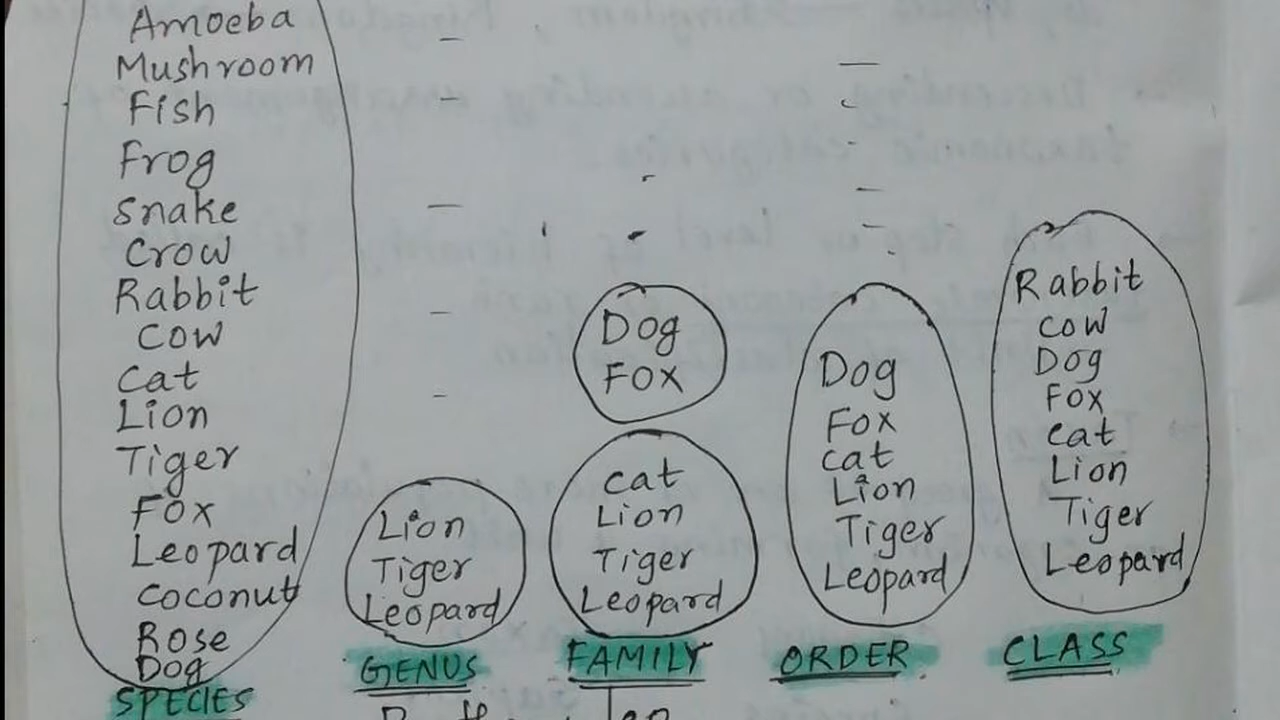 Amoeba
Mushroom
Fish
Frog
Snake
Crow
Rabbit
Cow
Cat
Lion
Tiger
Fox
Leopard
Coconut
Rose
Dog
SPECIES
Lion
Tiger
Leopard
GENUS
Dog
Fox
Cat
Lion
Tiger
Leopard
FAMILY
Dog
Fox
Cat
Lion
Tiger
Leopard
ORDER
Rabbit
Cow
Dog
Fox
Cat
Lion
Tiger
Leopard
CLASS